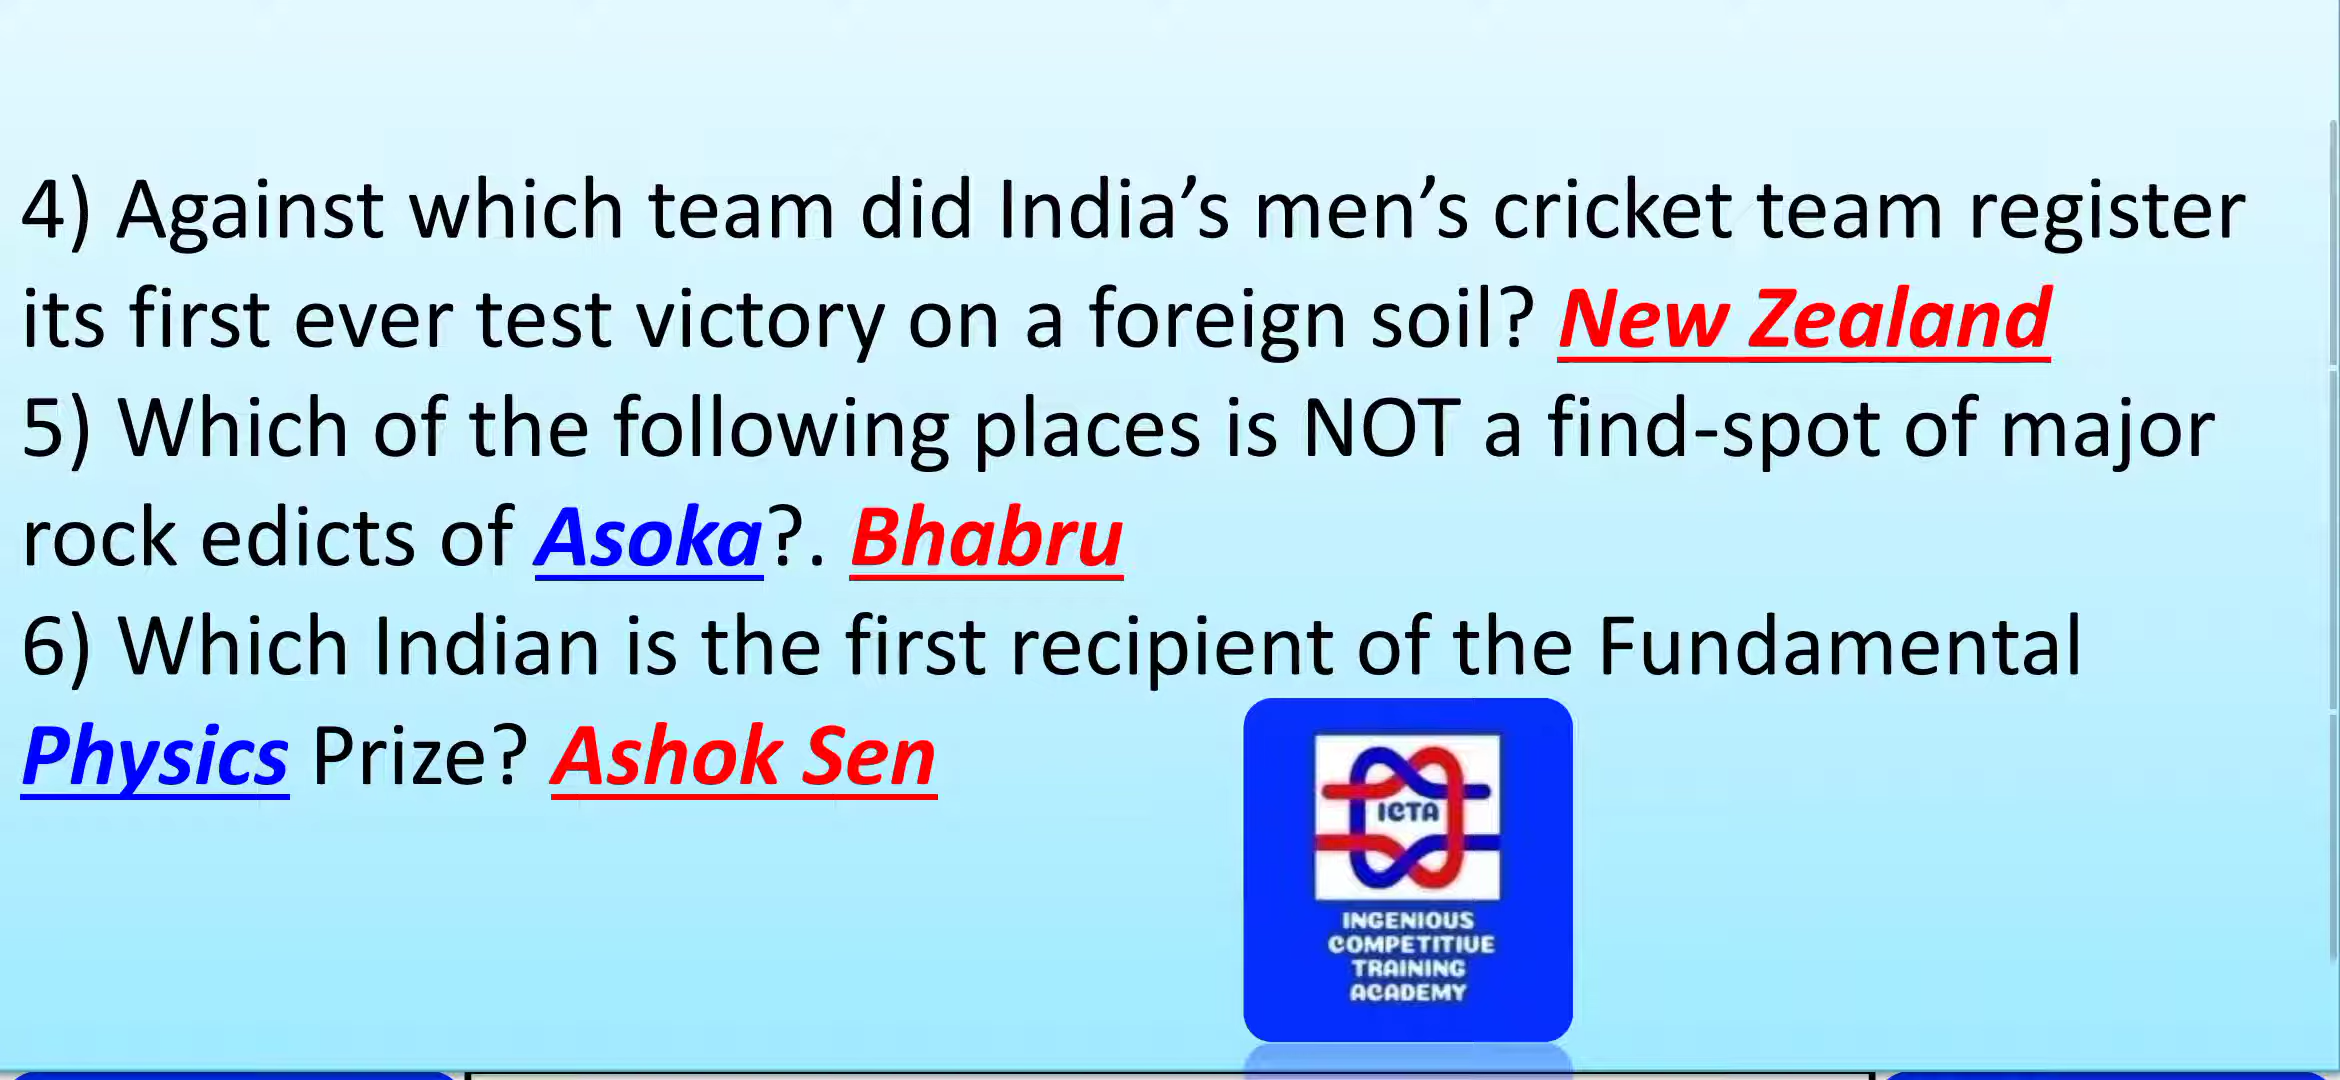 4) Against which team did India’s men’s cricket team register
its first ever test victory on a foreign soil? New Zealand
5) Which of the following places is NOT a find-spot of major
rock edicts of Asoka?. Bhabru
6) Which Indian is the first recipient of the Fundamental
Physics Prize? Ashok Sen
ICTA
INGENIOUS
COMPETITIVE
TRAINING
ACADEMY